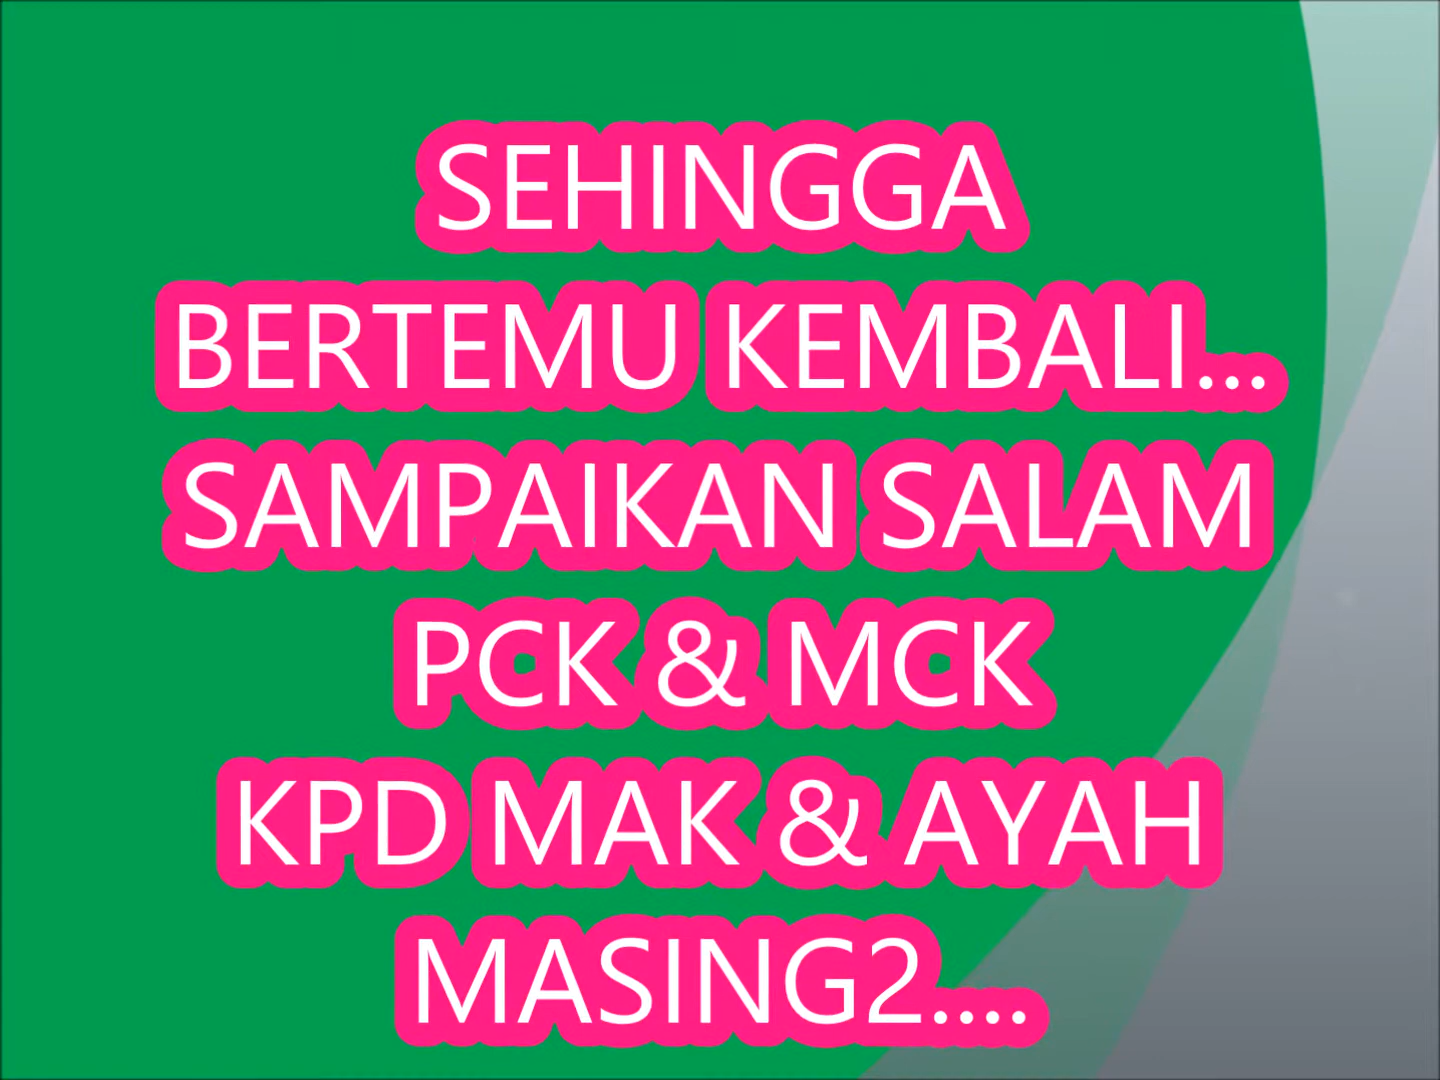 SEHINGGA
BERTEMU KEMBALI...
SAMPAIKAN SALAM
PCK & MCK
KPD MAK & AYAH
MASING2....